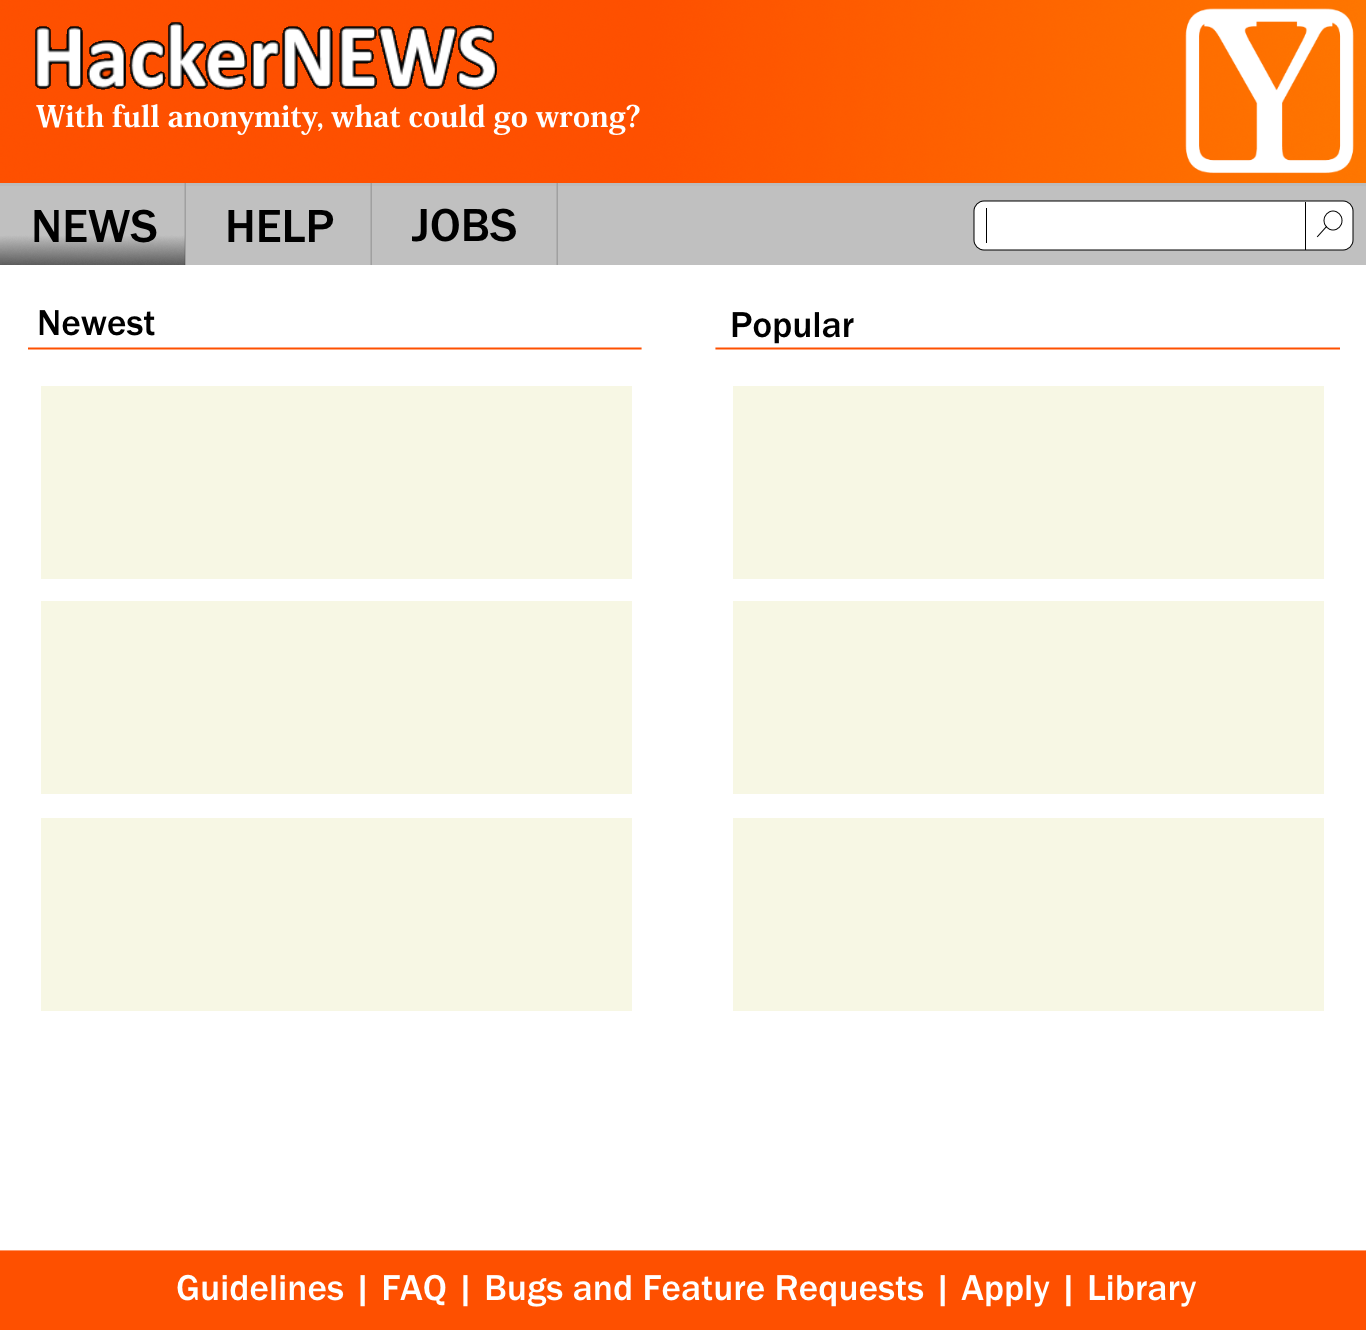 HackerNEWS
With full anonymity, what could go wrong?
Y
NEWS HELP JOBS
Newest
Popular
Guidelines | FAQ | Bugs and Feature Requests | Apply | Library